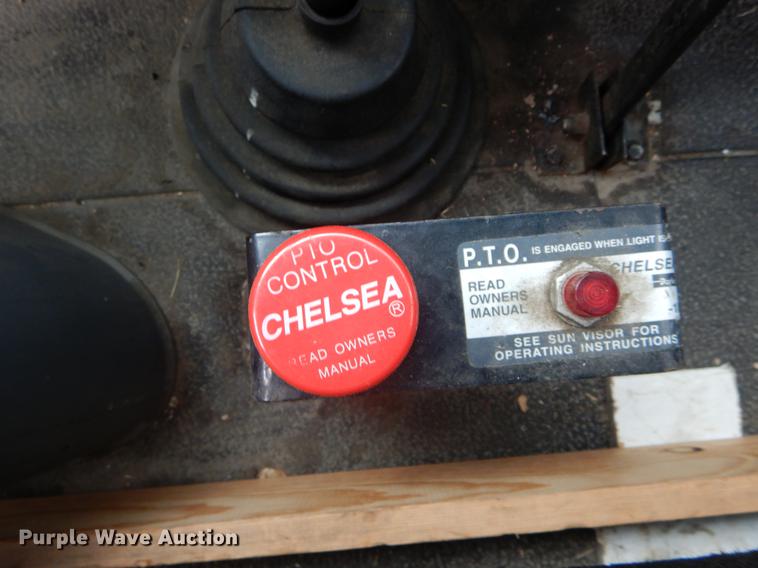 PTO
CONTROL
CHELSEA®
READ OWNERS
MANUAL
P.T.O. IS ENGAGED WHEN LIGHT IS
CHELSE
READ
OWNERS
MANUAL
SEE SUN VISOR FOR
OPERATING INSTRUCTIONS
Purple Wave Auction